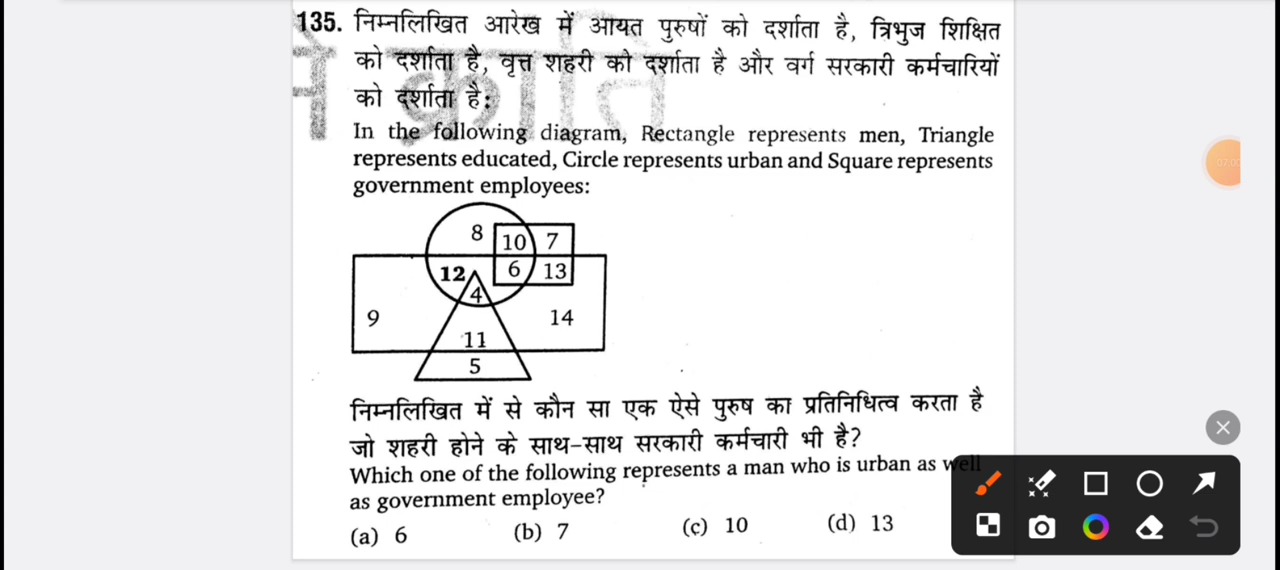 135. निम्नलिखित आरेख में आयत पुरुषों को दर्शाता है, त्रिभुज शिक्षित
को दर्शाता है, वृत्त शहरी को दर्शाता है और वर्ग सरकारी कर्मचारियों
को दर्शाता है:
In the following diagram, Rectangle represents men, Triangle
represents educated, Circle represents urban and Square represents
government employees:
8 10 7
12 6 13
4
9 14
11
5
निम्नलिखित में से कौन सा एक ऐसे पुरुष का प्रतिनिधित्व करता है
जो शहरी होने के साथ-साथ सरकारी कर्मचारी भी है?
Which one of the following represents a man who is urban as well
as government employee?
(a) 6 (b) 7 (c) 10 (d) 13
02:00